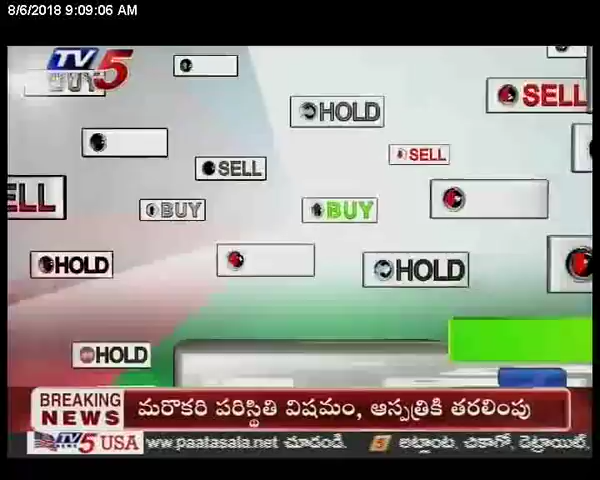 8/6/2018 9:09:06 AM
TV5
BUY
SELL
HOLD
SELL
SELL
ELL
BUY
BUY
HOLD
HOLD
HOLD
BREAKING NEWS
మరొకరి పరిస్థితి విషమం, ఆస్పత్రికి తరలింపు
TV5 USA www.paatasala.net చూడండి. 5 అట్లాంటా, చికాగో, డెట్రాయిట్,